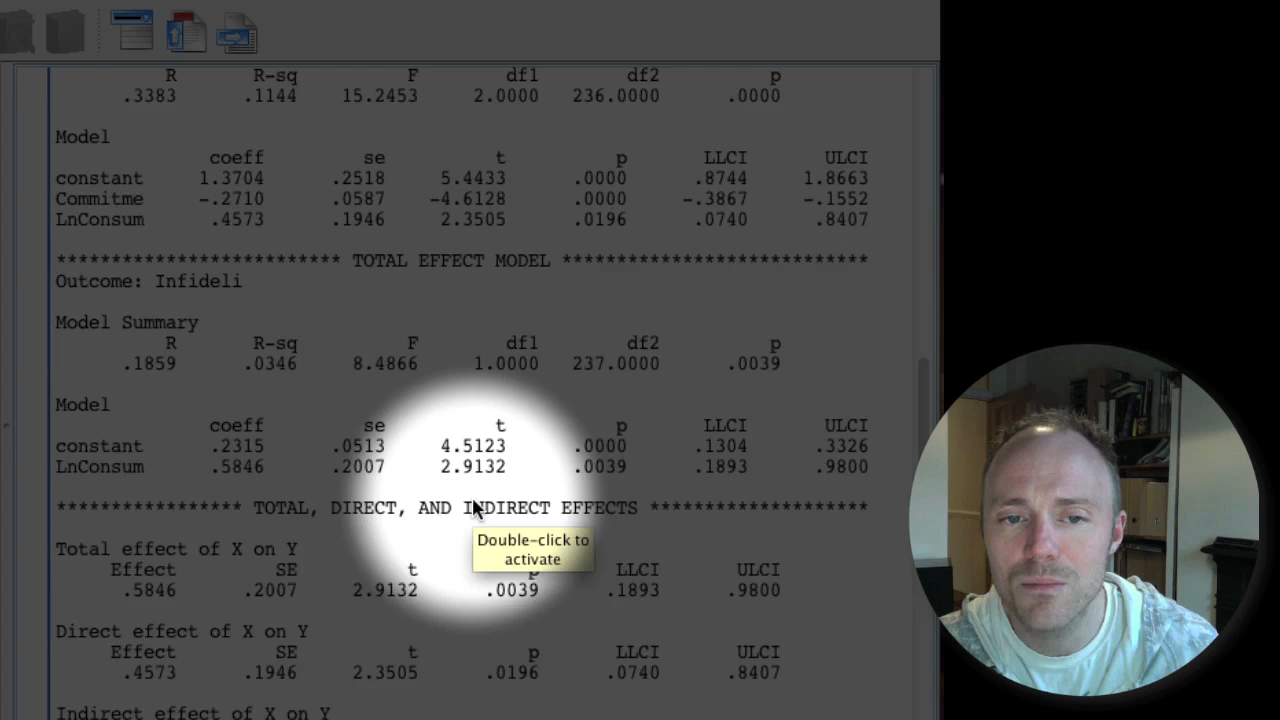 R R-sq F df1 df2 p
.3383 .1144 15.2453 2.0000 236.0000 .0000
Model
coeff se t p LLCI ULCI
constant 1.3704 .2518 5.4433 .0000 .8744 1.8663
Commitme -.2710 .0587 -4.6128 .0000 -.3867 -.1552
LnConsum .4573 .1946 2.3505 .0196 .0740 .8407
************************** TOTAL EFFECT MODEL ****************************
Outcome: Infideli
Model Summary
R R-sq F df1 df2 p
.1859 .0346 8.4866 1.0000 237.0000 .0039
Model
coeff se t p LLCI ULCI
constant .2315 .0513 4.5123 .0000 .1304 .3326
LnConsum .5846 .2007 2.9132 .0039 .1893 .9800
***************** TOTAL, DIRECT, AND INDIRECT EFFECTS ********************
Double-click to
activate
Total effect of X on Y
Effect SE t p LLCI ULCI
.5846 .2007 2.9132 .0039 .1893 .9800
Direct effect of X on Y
Effect SE t p LLCI ULCI
.4573 .1946 2.3505 .0196 .0740 .8407
Indirect effect of X on Y